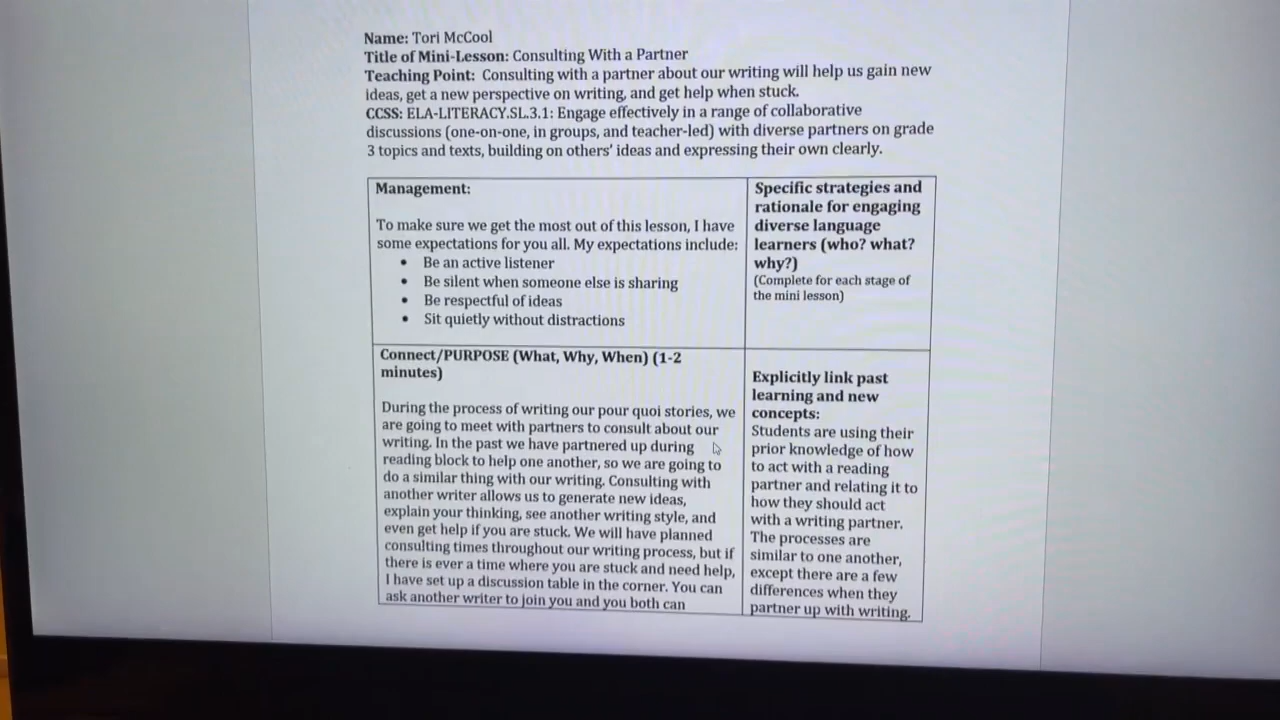 Name: Tori McCool
Title of Mini-Lesson: Consulting With a Partner
Teaching Point: Consulting with a partner about our writing will help us gain new
ideas, get a new perspective on writing, and get help when stuck.
CCSS: ELA-LITERACY.SL.3.1: Engage effectively in a range of collaborative
discussions (one-on-one, in groups, and teacher-led) with diverse partners on grade
3 topics and texts, building on others' ideas and expressing their own clearly.
Management:
To make sure we get the most out of this lesson, I have
some expectations for you all. My expectations include:
• Be an active listener
• Be silent when someone else is sharing
• Be respectful of ideas
• Sit quietly without distractions
Specific strategies and
rationale for engaging
diverse language
learners (who? what?
why?)
(Complete for each stage of
the mini lesson)
Connect/PURPOSE (What, Why, When) (1-2
minutes)
During the process of writing our pour quoi stories, we
are going to meet with partners to consult about our
writing. In the past we have partnered up during
reading block to help one another, so we are going to
do a similar thing with our writing. Consulting with
another writer allows us to generate new ideas,
explain your thinking, see another writing style, and
even get help if you are stuck. We will have planned
consulting times throughout our writing process, but if
there is ever a time where you are stuck and need help,
I have set up a discussion table in the corner. You can
ask another writer to join you and you both can
Explicitly link past
learning and new
concepts:
Students are using their
prior knowledge of how
to act with a reading
partner and relating it to
how they should act
with a writing partner.
The processes are
similar to one another,
except there are a few
differences when they
partner up with writing.